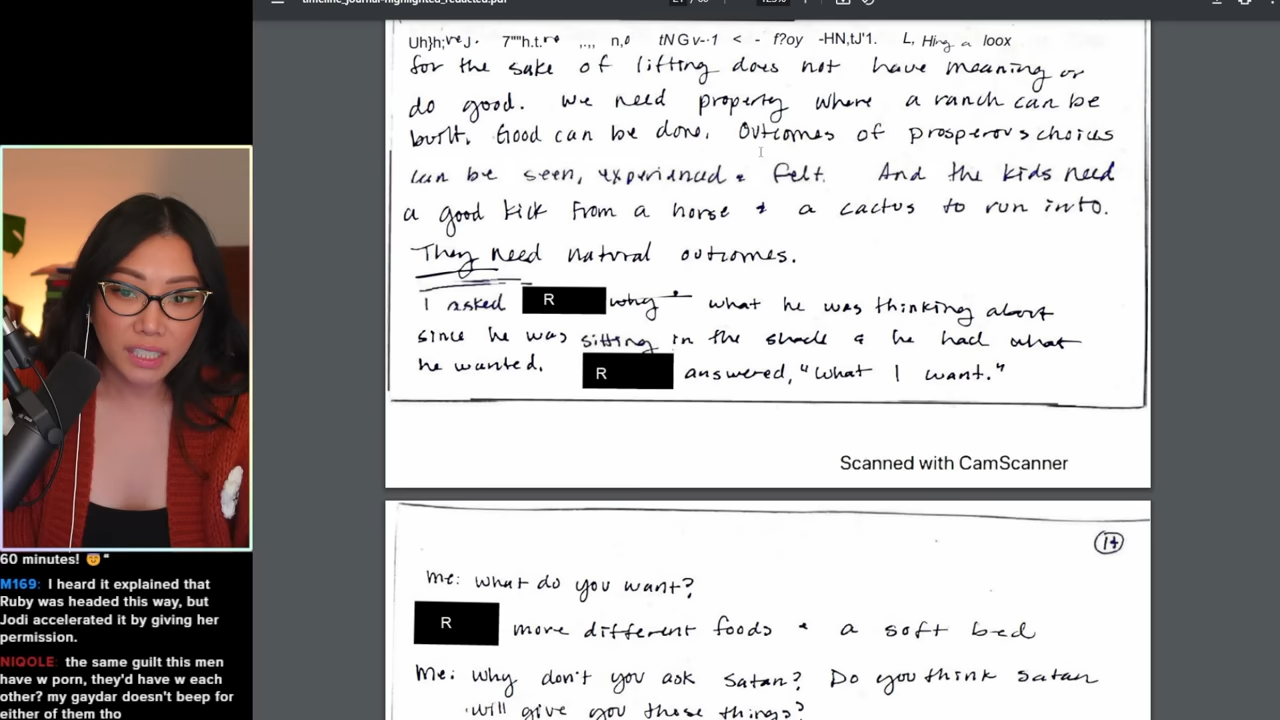 timeline_journal-highlighted_redacted.pdf
loox
for the sake of lifting does not have meaning or
do good. We need property where a ranch can be
built. Good can be done. Outcomes of prosperous choices
can be seen, experianced & felt. And the kids need
a good kick from a horse & a cactus to run into.
They need natural outcomes.
I asked R why what he was thinking about
since he was sitting in the shade & he had what
he wanted. R answered, "What I want."
Scanned with CamScanner
14
Me: What do you want?
R more different foods & a soft bed
Me: Why don't you ask Satan? Do you think Satan
will give you those things?
60 minutes! 😇"
M169: I heard it explained that
Ruby was headed this way, but
Jodi accelerated it by giving her
permission.
NIQOLE: the same guilt this men
have w porn, they'd have w each
other? my gaydar doesn't beep for
either of them tho